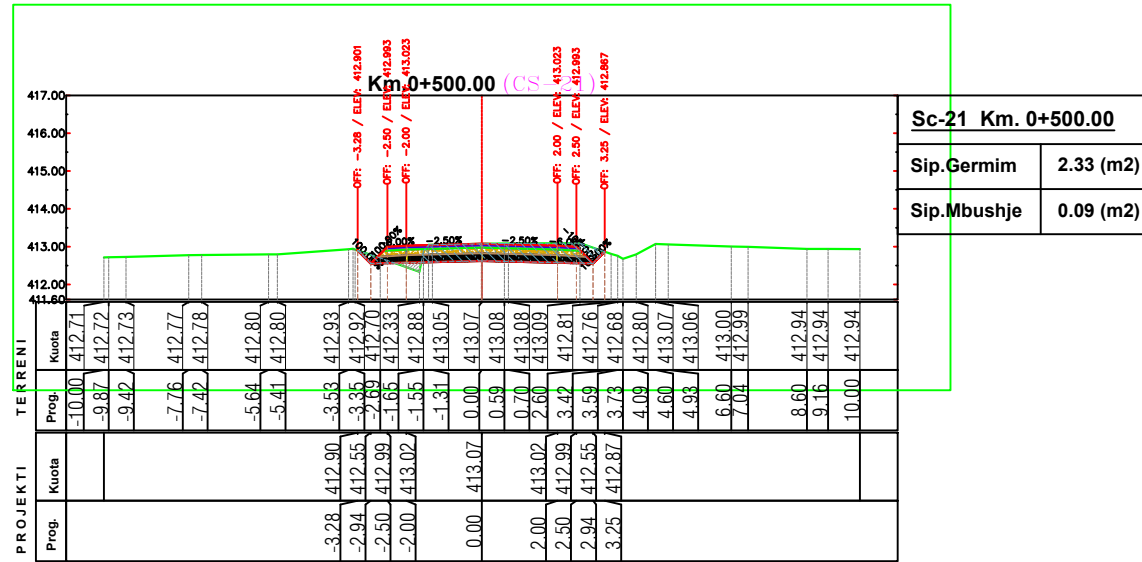 OFF: -3.28 / ELEV: 412.901
OFF: -2.50 / ELEV: 412.993
OFF: -2.00 / ELEV: 413.023
OFF: 2.00 / ELEV: 413.023
OFF: 2.50 / ELEV: 412.993
OFF: 3.25 / ELEV: 412.867
Km.0+500.00 (CS-21)
417.00
416.00
415.00
414.00
413.00
412.00
411.60
-2.50% -2.50%
Sc-21 Km. 0+500.00
Sip.Germim 2.33 (m2)
Sip.Mbushje 0.09 (m2)
TERRENI
Kuota 412.71 412.72 412.73 412.77 412.78 412.80 412.80 412.93 412.92 412.70 412.33 412.88 413.05 413.07 413.08 413.08 413.09 412.81 412.76 412.68 412.80 413.07 413.06 413.00 412.99 412.94 412.94 412.94
Prog. -10.00 -9.87 -9.42 -7.76 -7.42 -5.64 -5.41 -3.53 -3.35 -2.69 -1.65 -1.55 -1.31 0.00 0.59 0.70 2.60 3.42 3.59 3.73 4.09 4.60 4.93 6.60 7.04 8.60 9.16 10.00
PROJEKTI
Kuota 412.90 412.55 412.99 413.02 413.07 413.02 412.99 412.55 412.87
Prog. -3.28 -2.94 -2.50 -2.00 0.00 2.00 2.50 2.94 3.25